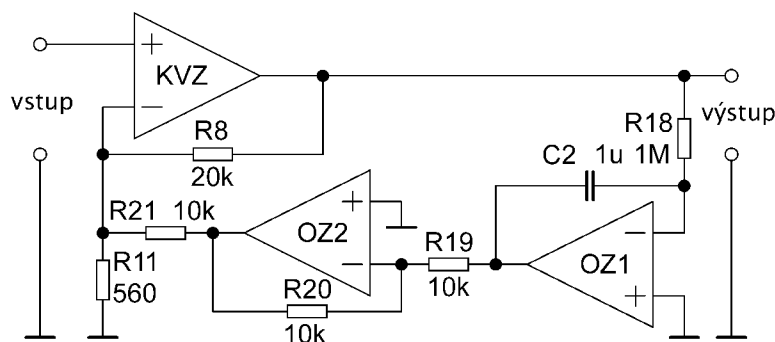 +
KVZ
−
vstup
výstup
R8
20k
R18
1M
C2
1u
R21
10k
+
OZ2
−
R19
10k
−
OZ1
+
R11
560
R20
10k